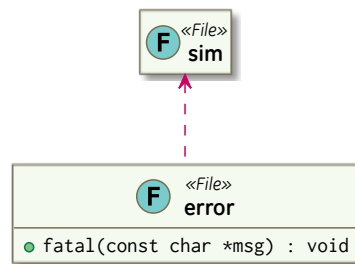 F «File»
sim
F «File»
error
fatal(const char *msg) : void